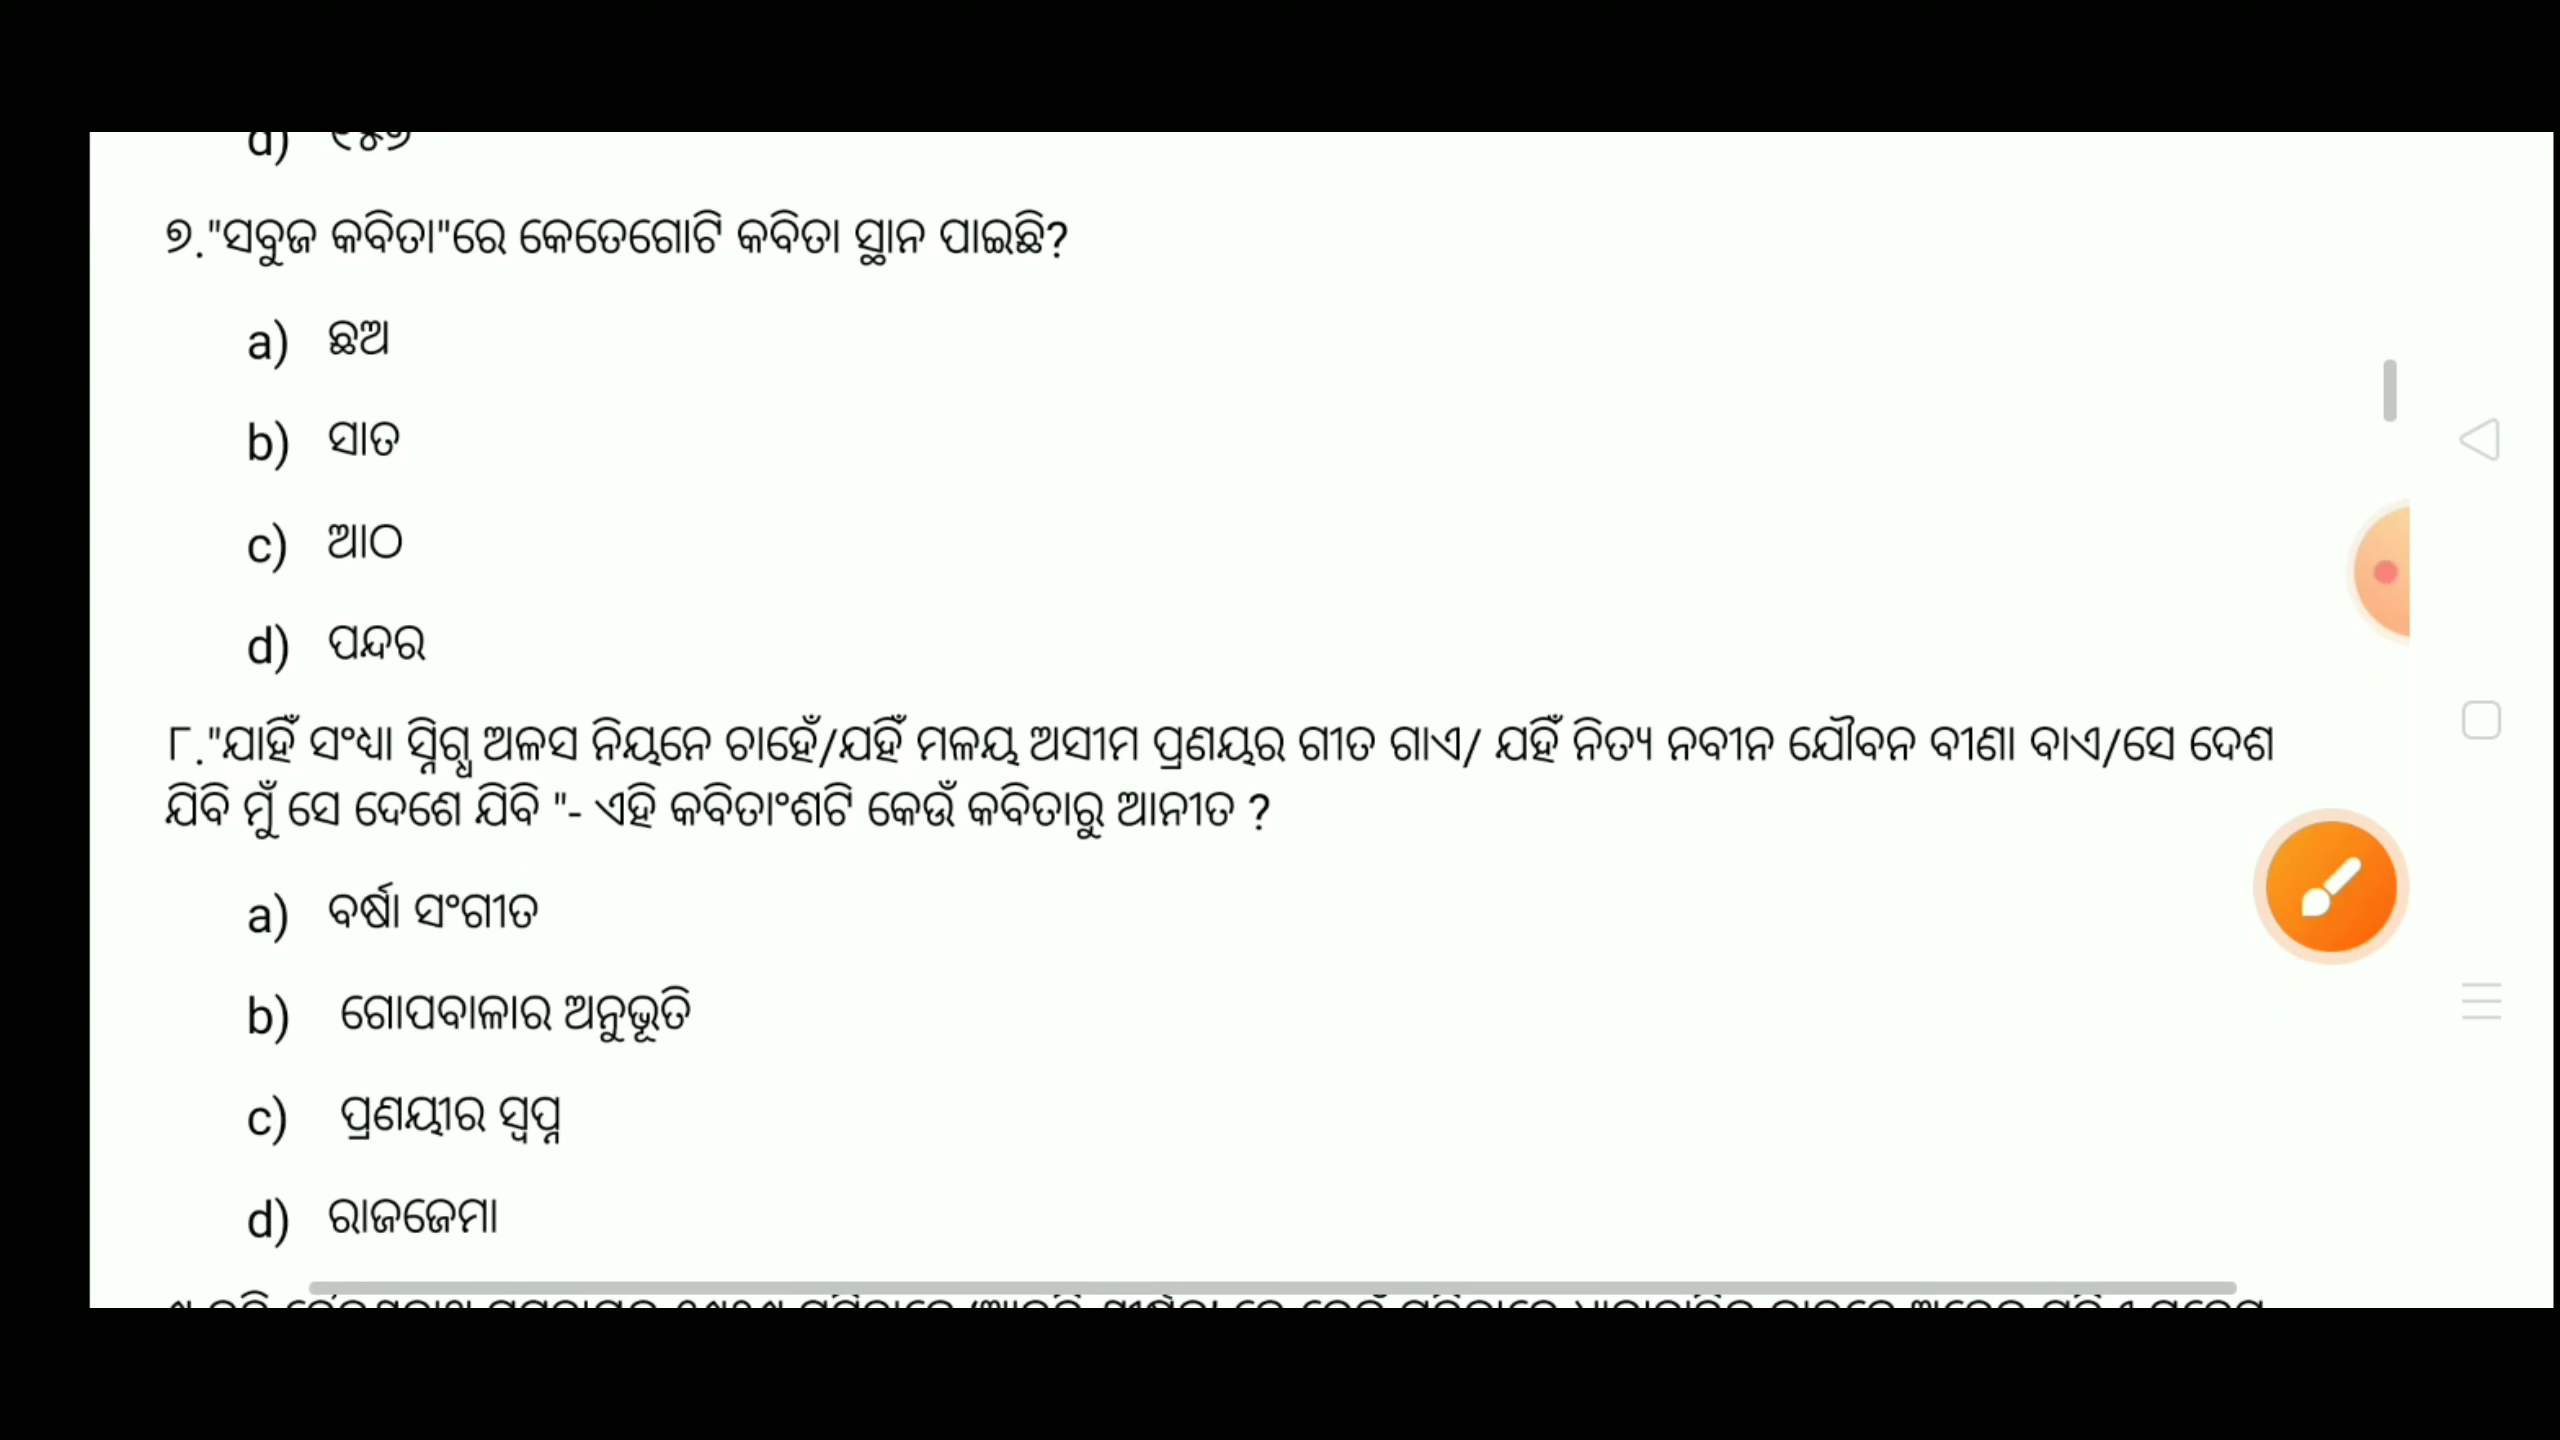 d)
୭."ସବୁଜ କବିତା"ରେ କେତେଗୋଟି କବିତା ସ୍ଥାନ ପାଇଛି?
a) ଛଅ
b) ସାତ
c) ଆଠ
d) ପନ୍ଦର
୮."ଯାହିଁ ସଂଧ୍ୟା ସ୍ନିଗ୍ଧ ଅଳସ ନିୟନେ ଚାହେଁ/ଯହିଁ ମଳୟ ଅସୀମ ପ୍ରଣୟର ଗୀତ ଗାଏ/ ଯହିଁ ନିତ୍ୟ ନବୀନ ଯୌବନ ବୀଣା ବାଏ/ସେ ଦେଶ
ଯିବି ମୁଁ ସେ ଦେଶେ ଯିବି "- ଏହି କବିତାଂଶଟି କେଉଁ କବିତାରୁ ଆନୀତ ?
a) ବର୍ଷା ସଂଗୀତ
b) ଗୋପବାଳାର ଅନୁଭୂତି
c) ପ୍ରଣୟୀର ସ୍ୱପ୍ନ
d) ରାଜଜେମା